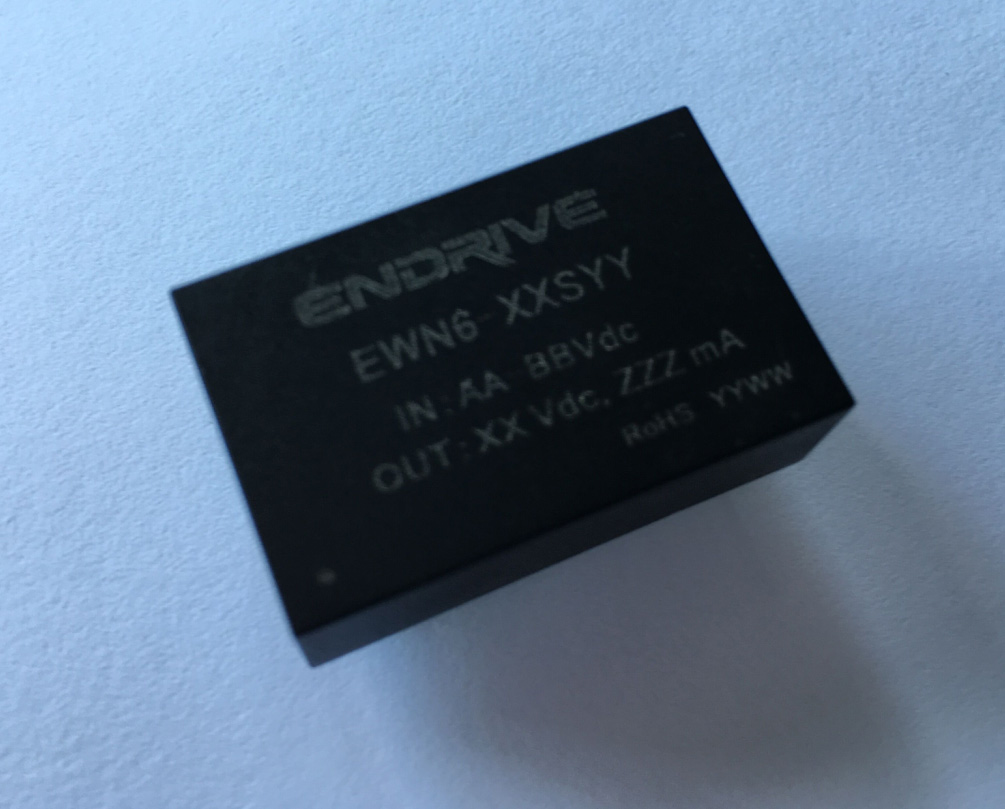 ENDRIVE
EWN6-XXSYY
IN : AA-BBVdc
OUT : XX Vdc, ZZZ mA
RoHS YYWW